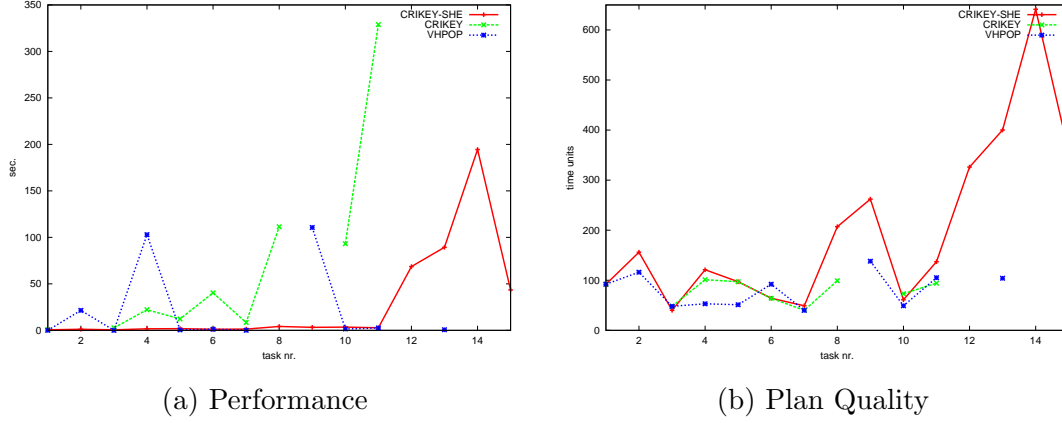 350
300
250
200
150
100
50
0
sec.
2 4 6 8 10 12 14
task nr.
CRIKEY-SHE
CRIKEY
VHPOP
(a) Performance
600
500
400
300
200
100
0
time units
2 4 6 8 10 12 14
task nr.
CRIKEY-SHE
CRIKEY
VHPOP
(b) Plan Quality